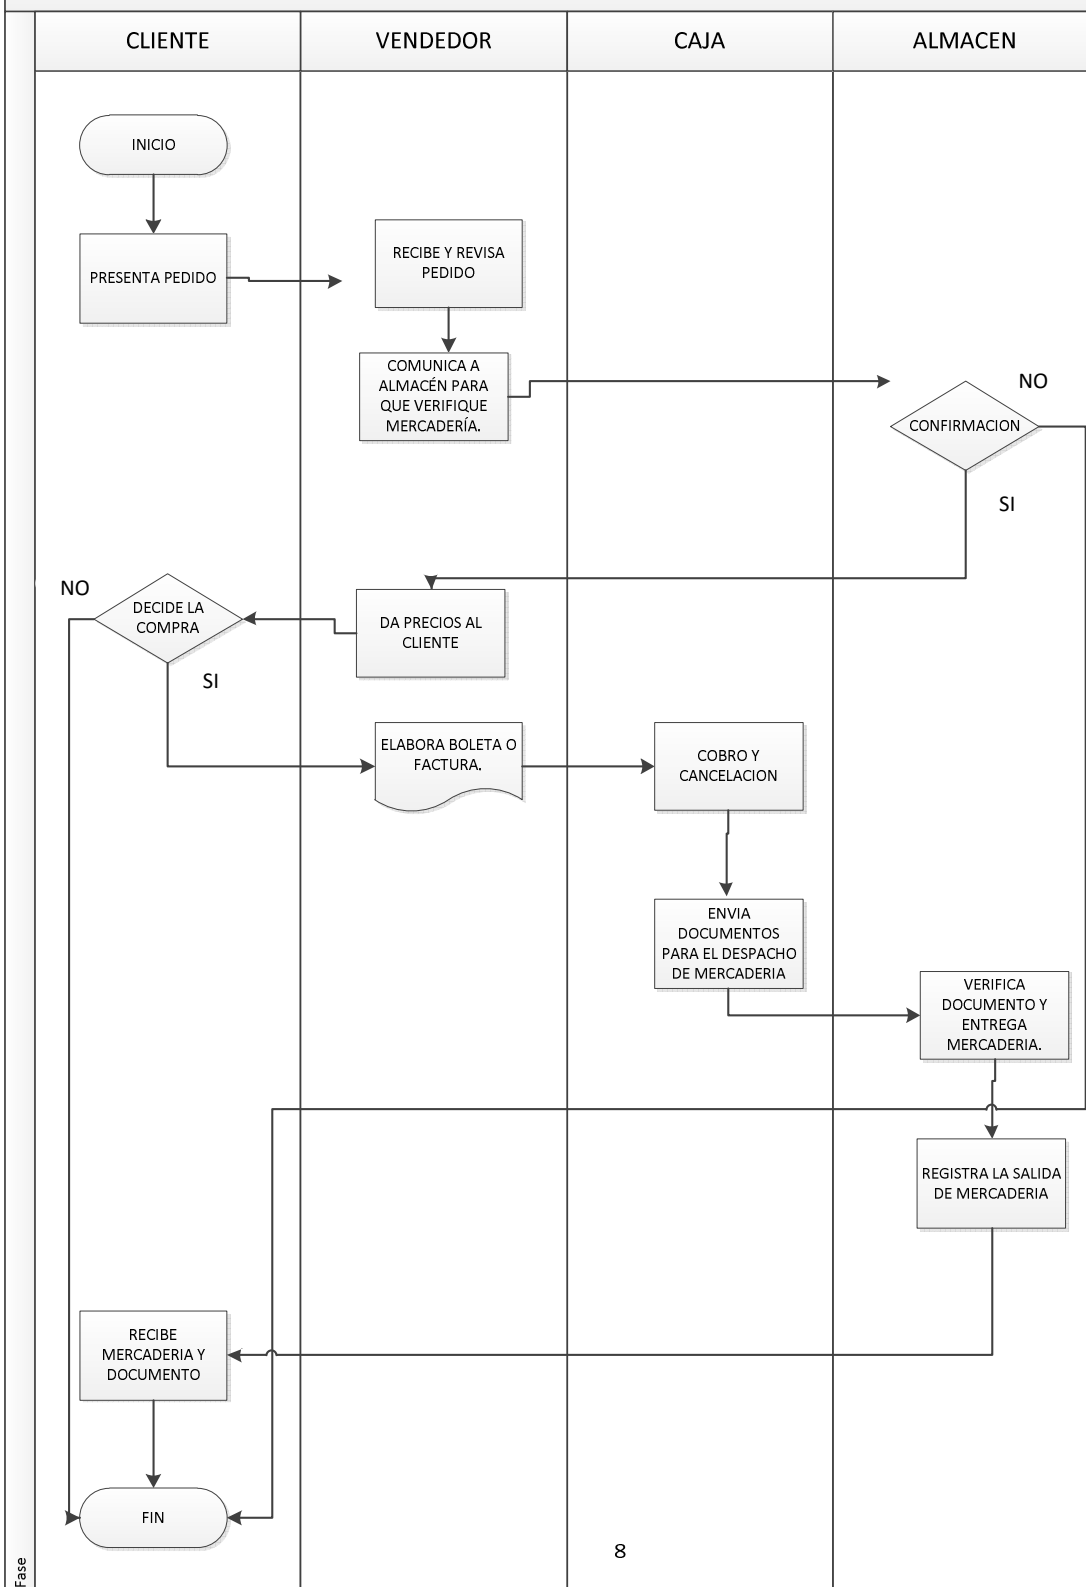 CLIENTE
VENDEDOR
CAJA
ALMACEN
INICIO
PRESENTA PEDIDO
RECIBE Y REVISA
PEDIDO
COMUNICA A
ALMACÉN PARA
QUE VERIFIQUE
MERCADERÍA.
NO
CONFIRMACION
SI
NO
DECIDE LA
COMPRA
SI
DA PRECIOS AL
CLIENTE
ELABORA BOLETA O
FACTURA.
COBRO Y
CANCELACION
ENVIA
DOCUMENTOS
PARA EL DESPACHO
DE MERCADERIA
VERIFICA
DOCUMENTO Y
ENTREGA
MERCADERIA.
REGISTRA LA SALIDA
DE MERCADERIA
RECIBE
MERCADERIA Y
DOCUMENTO
FIN
8
Fase